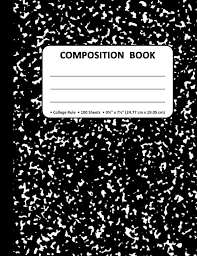 COMPOSITION BOOK
• College Rule • 100 Sheets • 9¾" x 7½" (24.77 cm x 19.05 cm)